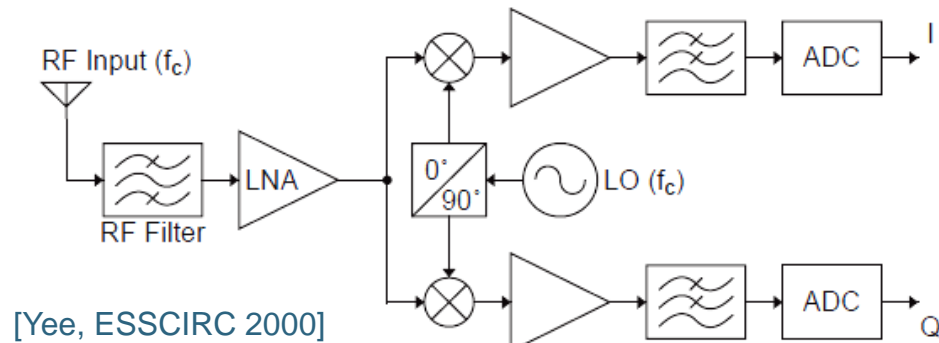 RF Input (fc)
RF Filter
LNA
0°
90°
LO (fc)
ADC
I
ADC
Q
[Yee, ESSCIRC 2000]